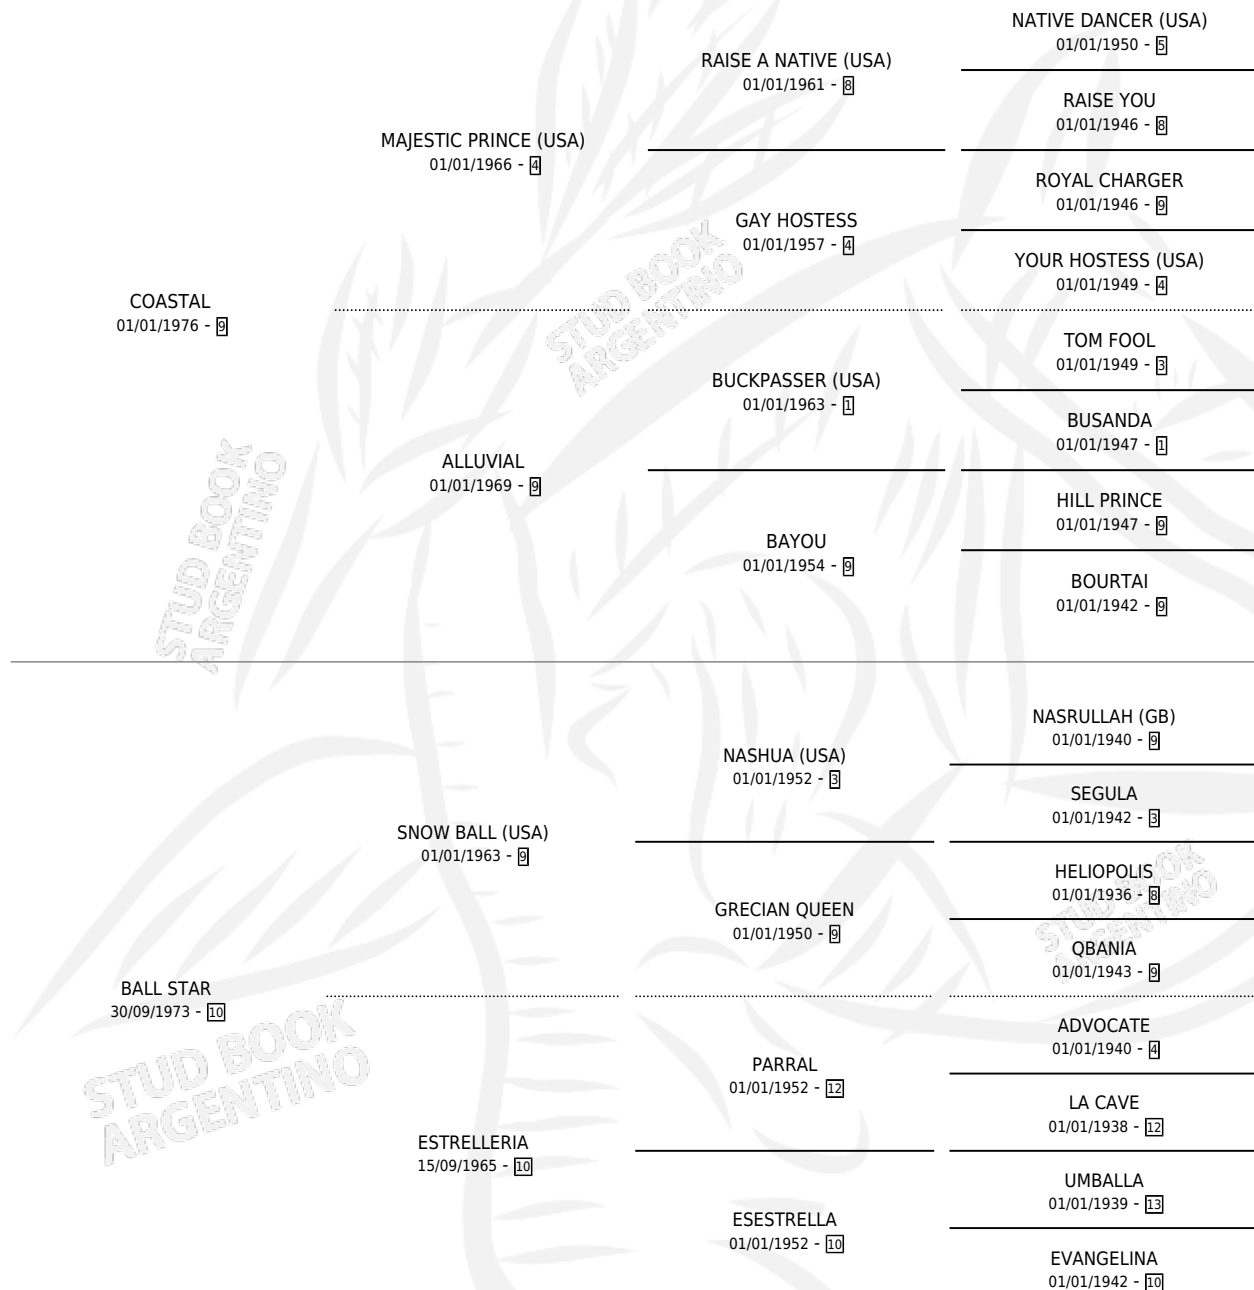 NATIVE DANCER (USA)
01/01/1950 - 5
RAISE A NATIVE (USA)
01/01/1961 - 8
RAISE YOU
01/01/1946 - 8
MAJESTIC PRINCE (USA)
01/01/1966 - 4
ROYAL CHARGER
01/01/1946 - 9
GAY HOSTESS
01/01/1957 - 4
YOUR HOSTESS (USA)
01/01/1949 - 4
COASTAL
01/01/1976 - 9
STUD BOOK
ARGENTINO
TOM FOOL
01/01/1949 - 3
BUCKPASSER (USA)
01/01/1963 - 1
BUSANDA
01/01/1947 - 1
ALLUVIAL
01/01/1969 - 9
HILL PRINCE
01/01/1947 - 9
BAYOU
01/01/1954 - 9
BOURTAI
01/01/1942 - 9
STUD BOOK
ARGENTINO
NASRULLAH (GB)
01/01/1940 - 9
NASHUA (USA)
01/01/1952 - 3
SEGULA
01/01/1942 - 3
SNOW BALL (USA)
01/01/1963 - 9
HELIOPOLIS
01/01/1936 - 8
GRECIAN QUEEN
01/01/1950 - 9
STUD BOOK
ARGENTINO
QBANIA
01/01/1943 - 9
BALL STAR
30/09/1973 - 10
ADVOCATE
01/01/1940 - 4
PARRAL
01/01/1952 - 12
STUD BOOK
ARGENTINO
LA CAVE
01/01/1938 - 12
ESTRELLERIA
15/09/1965 - 10
UMBALLA
01/01/1939 - 13
ESESTRELLA
01/01/1952 - 10
EVANGELINA
01/01/1942 - 10